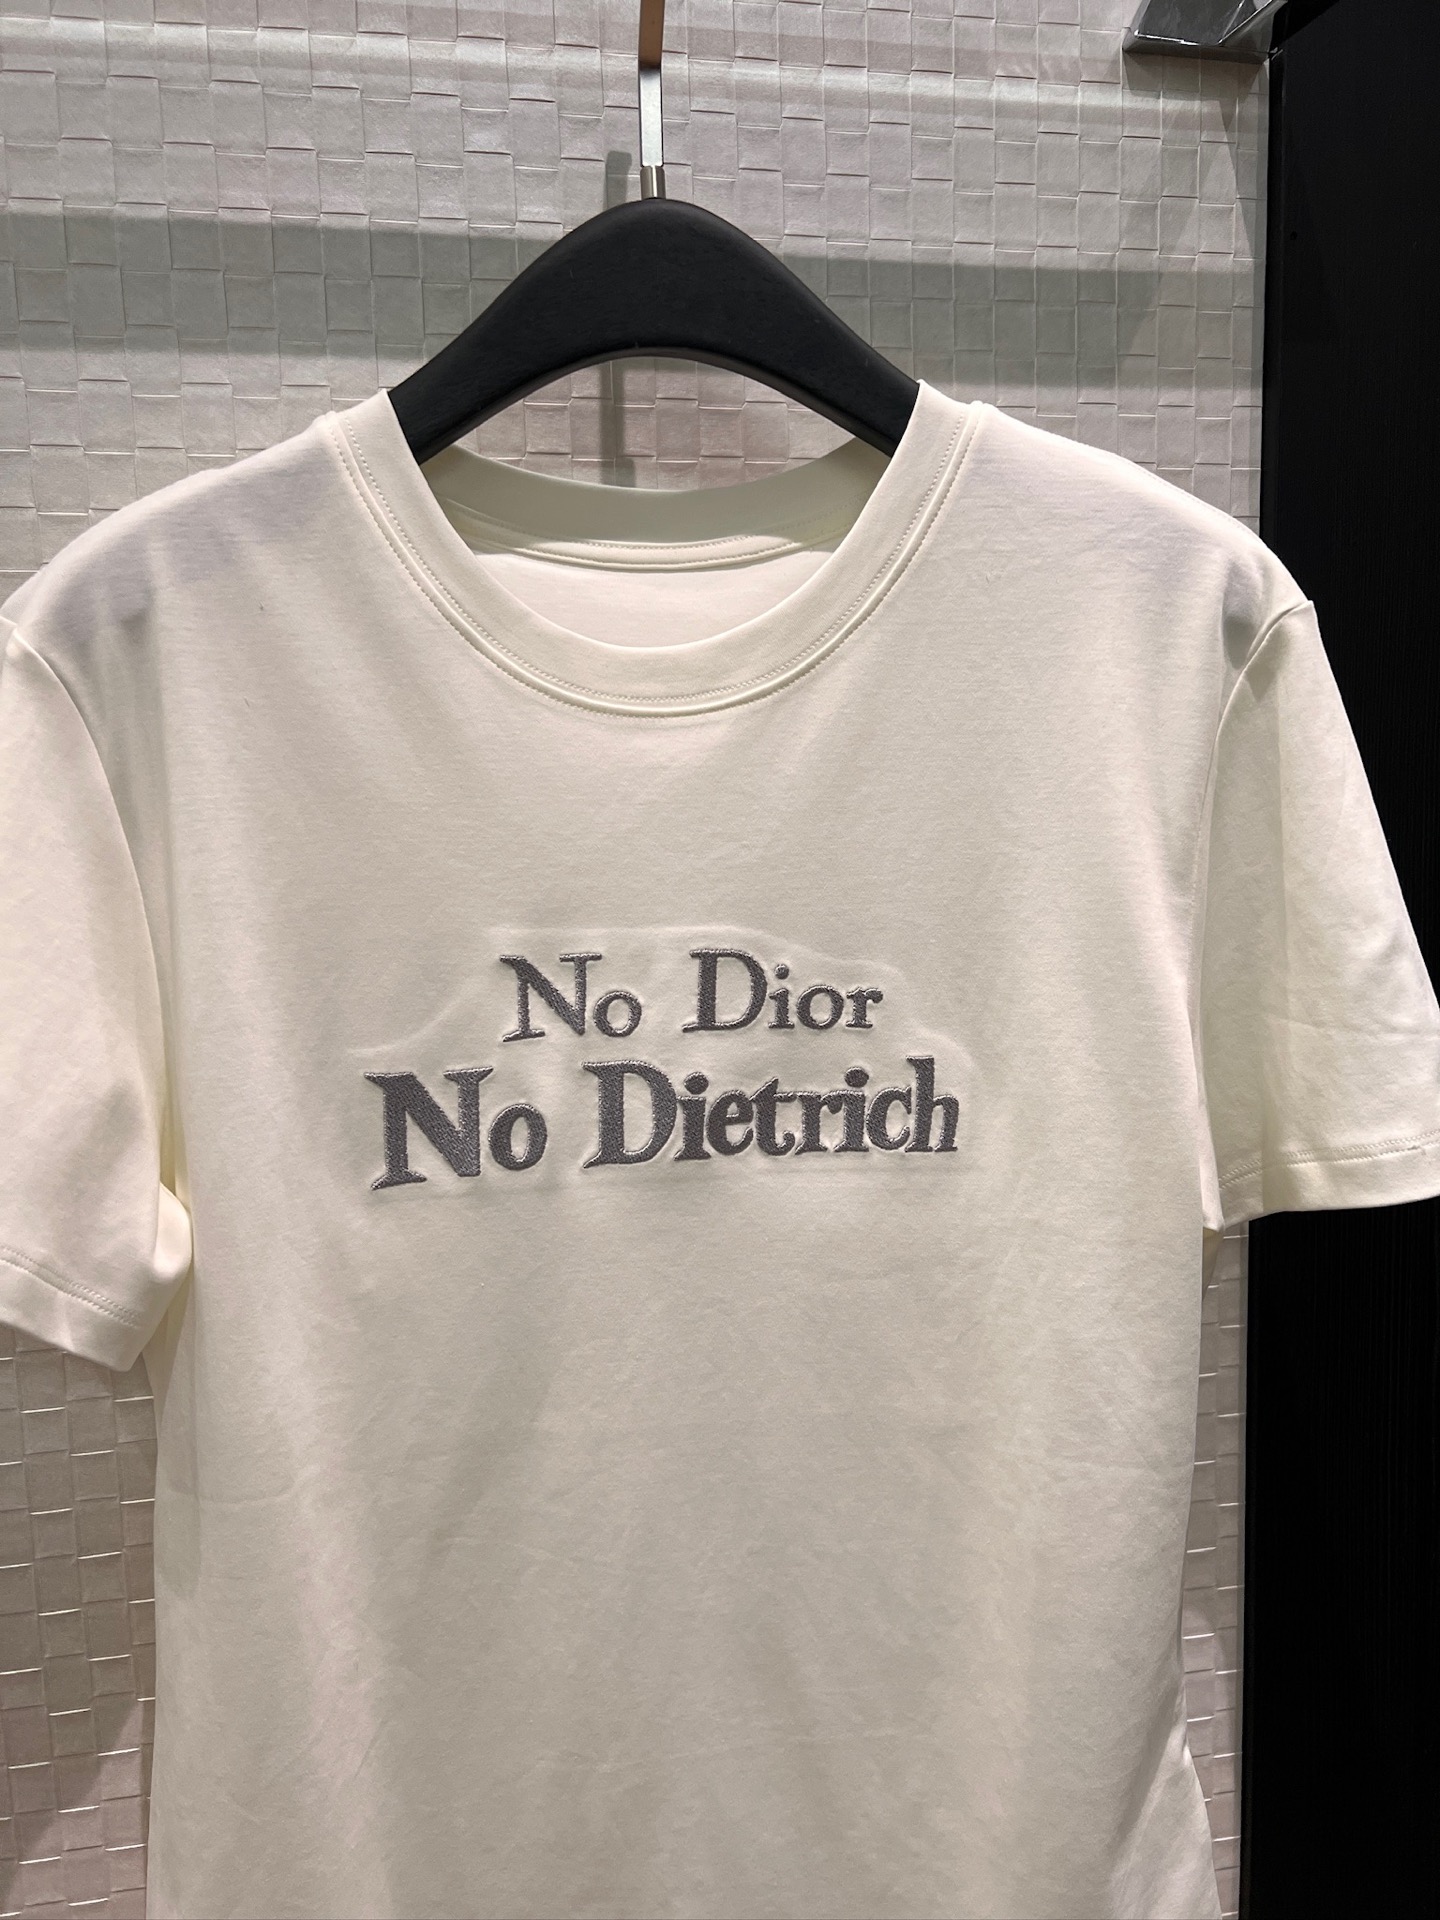 No Dior
No Dietrich